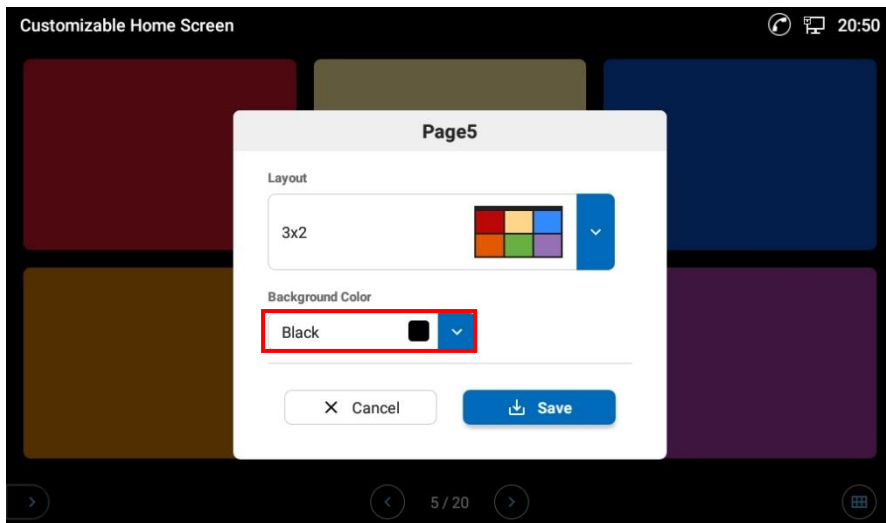 Customizable Home Screen 20:50
Page5
Layout
3x2
Background Color
Black
Cancel Save
5 / 20